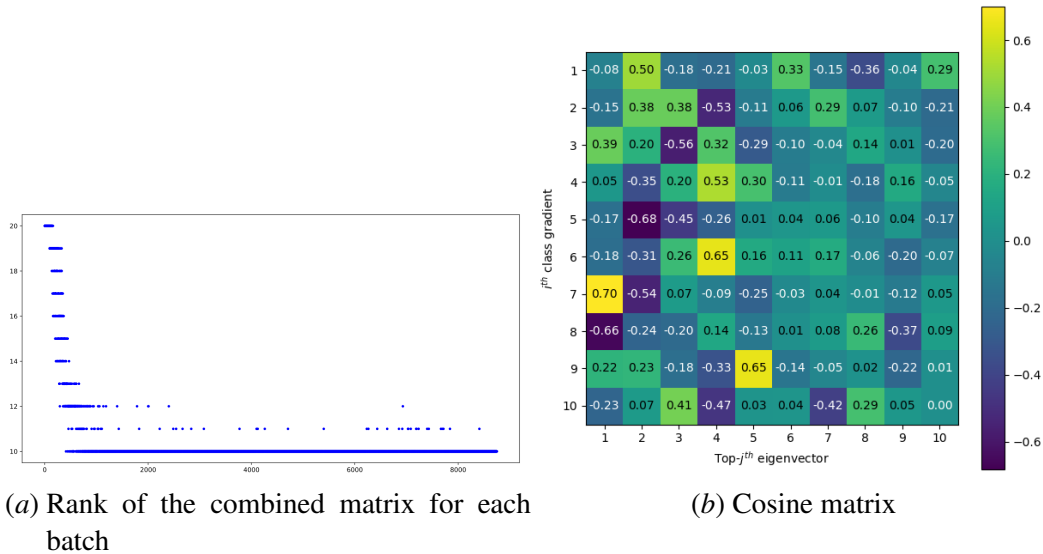 20
18
16
14
12
10
0 2000 4000 6000 8000
(a) Rank of the combined matrix for each
batch
i^th class gradient
1 -0.08 0.50 -0.18 -0.21 -0.03 0.33 -0.15 -0.36 -0.04 0.29
2 -0.15 0.38 0.38 -0.53 -0.11 0.06 0.29 0.07 -0.10 -0.21
3 0.39 0.20 -0.56 0.32 -0.29 -0.10 -0.04 0.14 0.01 -0.20
4 0.05 -0.35 0.20 0.53 0.30 -0.11 -0.01 -0.18 0.16 -0.05
5 -0.17 -0.68 -0.45 -0.26 0.01 0.04 0.06 -0.10 0.04 -0.17
6 -0.18 -0.31 0.26 0.65 0.16 0.11 0.17 -0.06 -0.20 -0.07
7 0.70 -0.54 0.07 -0.09 -0.25 -0.03 0.04 -0.01 -0.12 0.05
8 -0.66 -0.24 -0.20 0.14 -0.13 0.01 0.08 0.26 -0.37 0.09
9 0.22 0.23 -0.18 -0.33 0.65 -0.14 -0.05 0.02 -0.22 0.01
10 -0.23 0.07 0.41 -0.47 0.03 0.04 -0.42 0.29 0.05 0.00
1 2 3 4 5 6 7 8 9 10
Top-j^th eigenvector
0.6
0.4
0.2
0.0
−0.2
−0.4
−0.6
(b) Cosine matrix